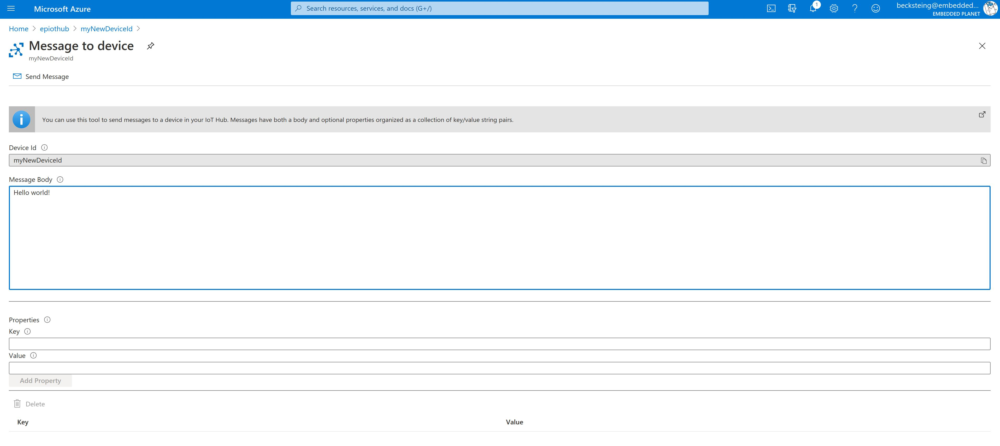 Microsoft Azure
Search resources, services, and docs (G+/)
1
becksteing@embedded...
EMBEDDED PLANET
Home > epiothub > myNewDeviceId >
Message to device
myNewDeviceId
Send Message
You can use this tool to send messages to a device in your IoT Hub. Messages have both a body and optional properties organized as a collection of key/value string pairs.
Device Id
myNewDeviceId
Message Body
Hello world!
Properties
Key
Value
Add Property
Delete
Key Value